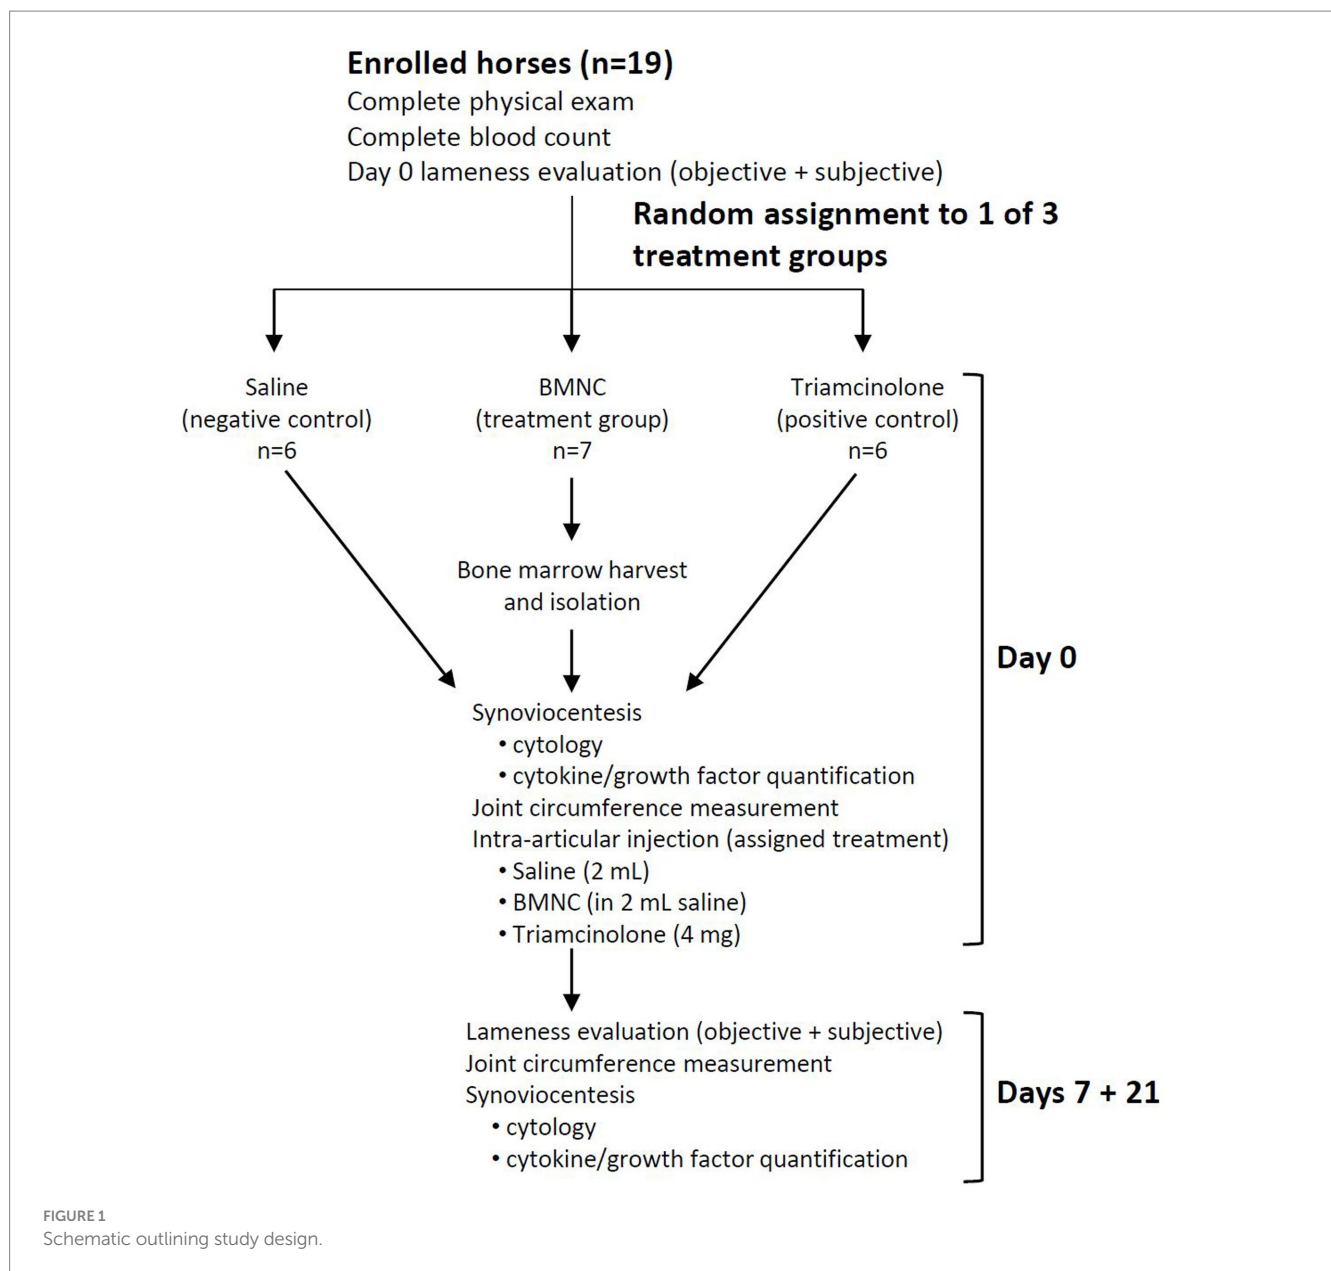 Enrolled horses (n=19)
Complete physical exam
Complete blood count
Day 0 lameness evaluation (objective + subjective)
Random assignment to 1 of 3
treatment groups
Saline
(negative control)
n=6
BMNC
(treatment group)
n=7
Triamcinolone
(positive control)
n=6
Bone marrow harvest
and isolation
Synoviocentesis
• cytology
• cytokine/growth factor quantification
Joint circumference measurement
Intra-articular injection (assigned treatment)
• Saline (2 mL)
• BMNC (in 2 mL saline)
• Triamcinolone (4 mg)
Day 0
Lameness evaluation (objective + subjective)
Joint circumference measurement
Synoviocentesis
• cytology
• cytokine/growth factor quantification
Days 7 + 21
FIGURE 1
Schematic outlining study design.